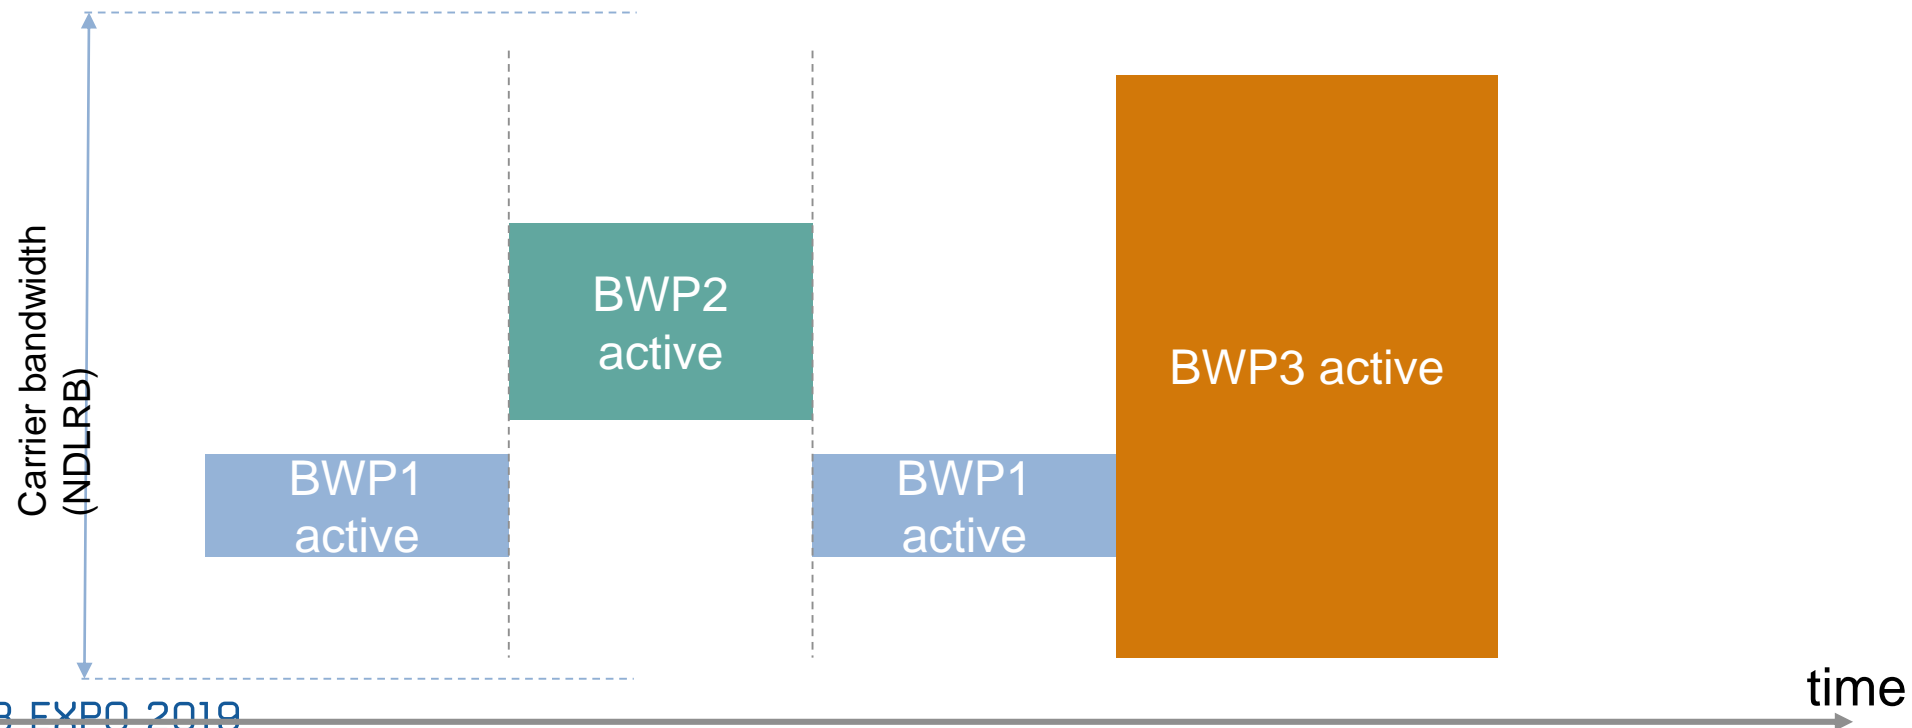 Carrier bandwidth
(NDLRB)
BWP1
active
BWP2
active
BWP1
active
BWP3 active
time
EXPO 2019